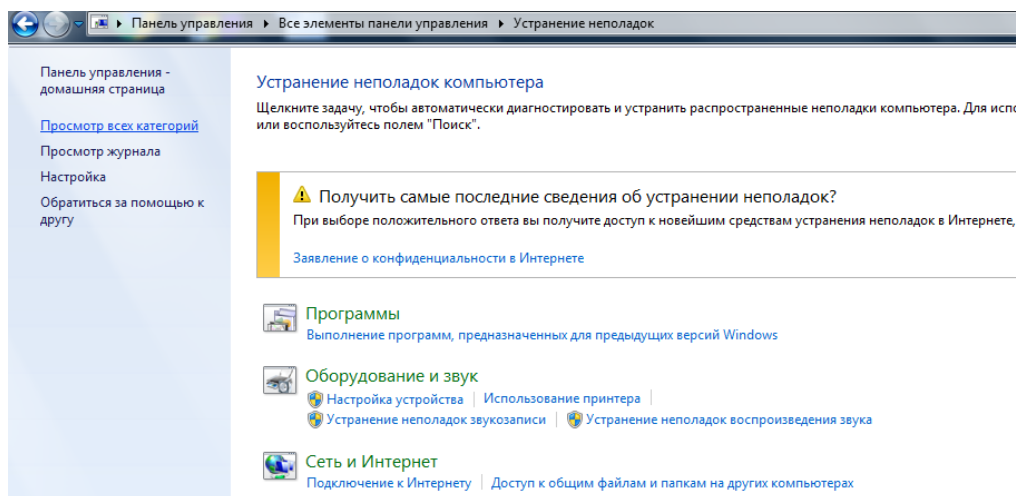 Панель управления ▸ Все элементы панели управления ▸ Устранение неполадок
Панель управления -
домашняя страница
Просмотр всех категорий
Просмотр журнала
Настройка
Обратиться за помощью к
другу
Устранение неполадок компьютера
Щелкните задачу, чтобы автоматически диагностировать и устранить распространенные неполадки компьютера. Для
или воспользуйтесь полем "Поиск".
Получить самые последние сведения об устранении неполадок?
При выборе положительного ответа вы получите доступ к новейшим средствам устранения неполадок в Интернете,
Заявление о конфиденциальности в Интернете
Программы
Выполнение программ, предназначенных для предыдущих версий Windows
Оборудование и звук
Настройка устройства | Использование принтера |
Устранение неполадок звукозаписи | Устранение неполадок воспроизведения звука
Сеть и Интернет
Подключение к Интернету | Доступ к общим файлам и папкам на других компьютерах